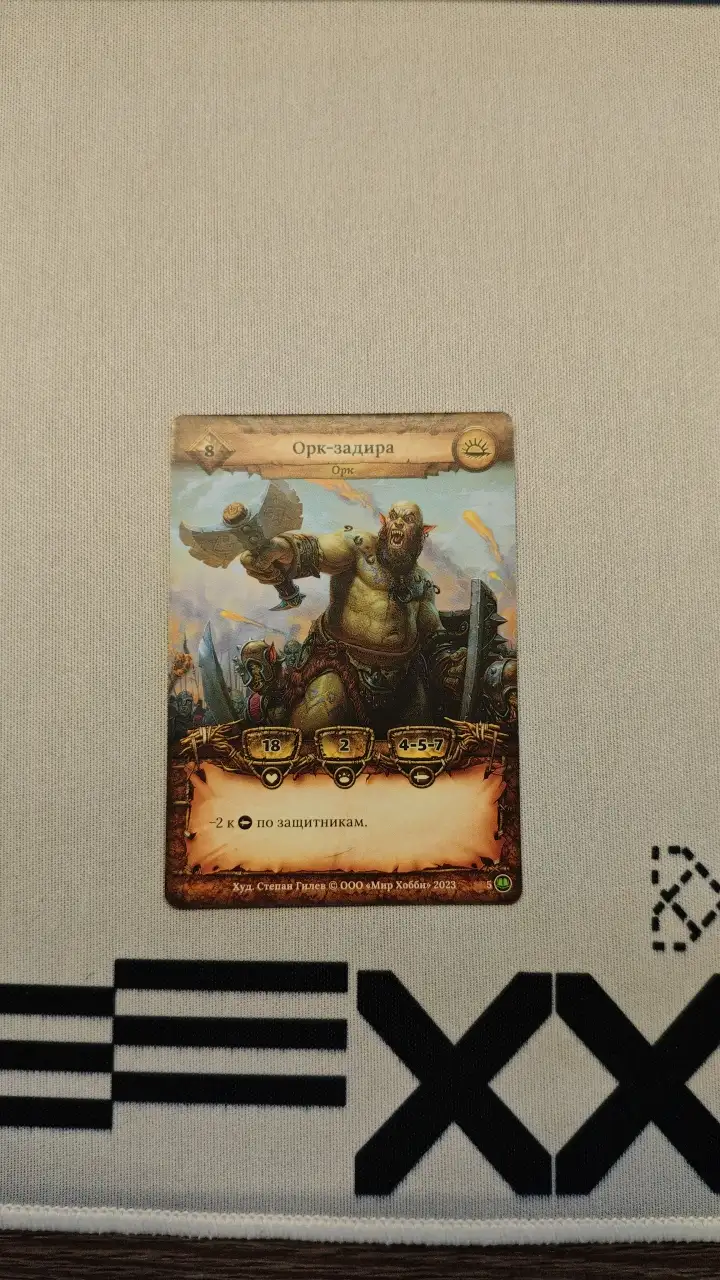 8
Орк-задира
Орк
18 2 4-5-7
-2 к по защитникам.
Худ. Степан Гилев © ООО «Мир Хобби» 2023 5
XX